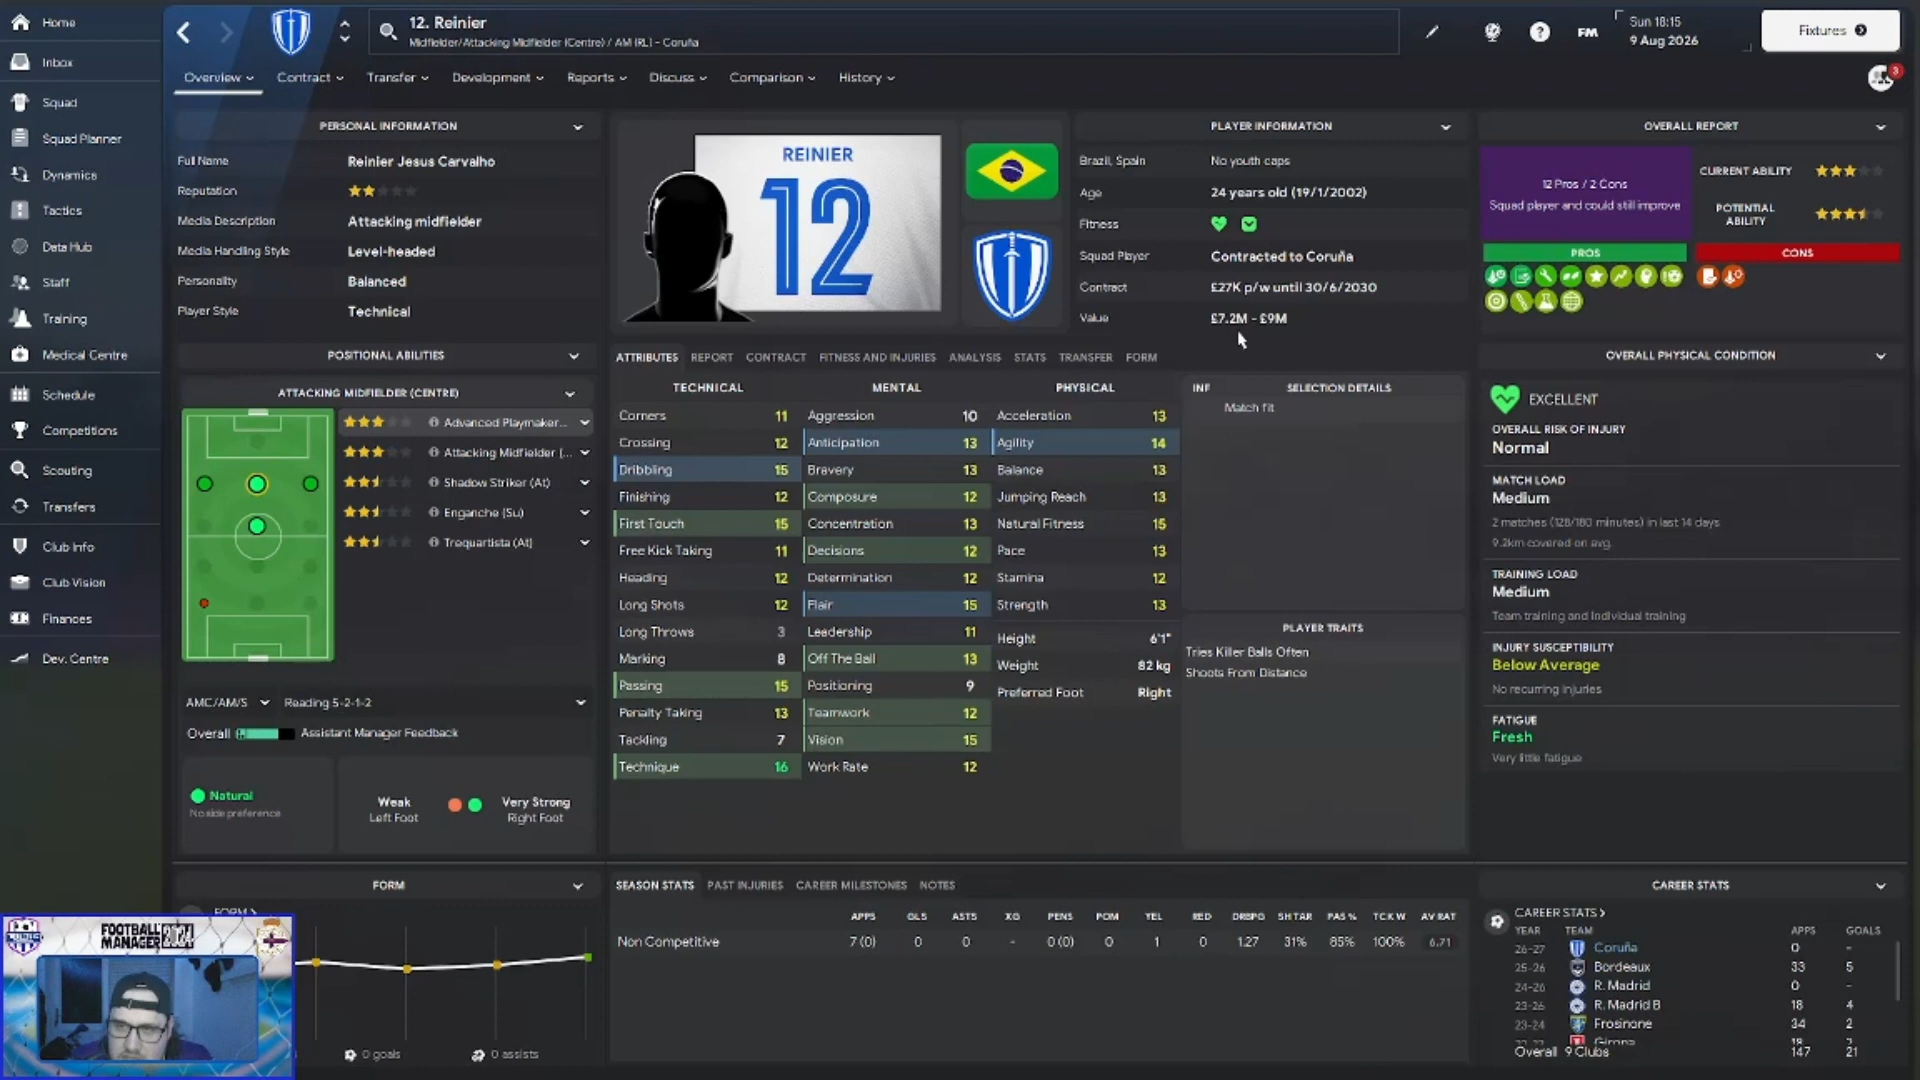 Home
Inbox
Squad
Squad Planner
Dynamics
Tactics
Data Hub
Staff
Training
Medical Centre
Schedule
Competitions
Scouting
Transfers
Club Info
Club Vision
Finances
Dev. Centre
12. Reinier
Midfielder/Attacking Midfielder (Centre) / AM (RL) - Coruña
FM
Sun 18:15
9 Aug 2026
Fixtures
3
Overview
Contract
Transfer
Development
Reports
Discuss
Comparison
History
PERSONAL INFORMATION
Full Name Reinier Jesus Carvalho
Reputation
Media Description Attacking midfielder
Media Handling Style Level-headed
Personality Balanced
Player Style Technical
REINIER
12
PLAYER INFORMATION
Brazil, Spain No youth caps
Age 24 years old (19/1/2002)
Fitness
Squad Player Contracted to Coruña
Contract £27K p/w until 30/6/2030
Value £7.2M - £9M
OVERALL REPORT
12 Pros / 2 Cons
Squad player and could still improve
CURRENT ABILITY
POTENTIAL
ABILITY
PROS
CONS
POSITIONAL ABILITIES
ATTACKING MIDFIELDER (CENTRE)
Advanced Playmaker...
Attacking Midfielder (...
Shadow Striker (At)
Enganche (Su)
Trequartista (At)
AMC/AM/S
Reading 5-2-1-2
Overall Assistant Manager Feedback
Natural
No side preference
Weak
Left Foot
Very Strong
Right Foot
ATTRIBUTES REPORT CONTRACT FITNESS AND INJURIES ANALYSIS STATS TRANSFER FORM
TECHNICAL
Corners 11
Crossing 12
Dribbling 15
Finishing 12
First Touch 15
Free Kick Taking 11
Heading 12
Long Shots 12
Long Throws 3
Marking 8
Passing 15
Penalty Taking 13
Tackling 7
Technique 16
MENTAL
Aggression 10
Anticipation 13
Bravery 13
Composure 12
Concentration 13
Decisions 12
Determination 12
Flair 15
Leadership 11
Off The Ball 13
Positioning 9
Teamwork 12
Vision 15
Work Rate 12
PHYSICAL
Acceleration 13
Agility 14
Balance 13
Jumping Reach 13
Natural Fitness 15
Pace 13
Stamina 12
Strength 13
Height 6'1"
Weight 82 kg
Preferred Foot Right
INF SELECTION DETAILS
Match fit
PLAYER TRAITS
Tries Killer Balls Often
Shoots From Distance
OVERALL PHYSICAL CONDITION
EXCELLENT
OVERALL RISK OF INJURY
Normal
MATCH LOAD
Medium
2 matches (128/180 minutes) in last 14 days
9.2km covered on avg.
TRAINING LOAD
Medium
Team training and Individual training
INJURY SUSCEPTIBILITY
Below Average
No recurring injuries
FATIGUE
Fresh
Very little fatigue
FORM
FORM >
0 goals
0 assists
FOOTBALL
MANAGER 2024
SEASON STATS PAST INJURIES CAREER MILESTONES NOTES
APPS GLS ASTS XG PENS POM YEL RED DRBPG SH TAR PAS % TCK W AV RAT
Non Competitive 7 (0) 0 0 - 0 (0) 0 1 0 1.27 31% 85% 100% 6.71
CAREER STATS
CAREER STATS >
YEAR TEAM APPS GOALS
26-27 Coruña 0 -
25-26 Bordeaux 33 5
24-26 R. Madrid 0 -
23-26 R. Madrid B 18 4
23-24 Frosinone 34 2
Girona
Overall 9 Clubs 147 21